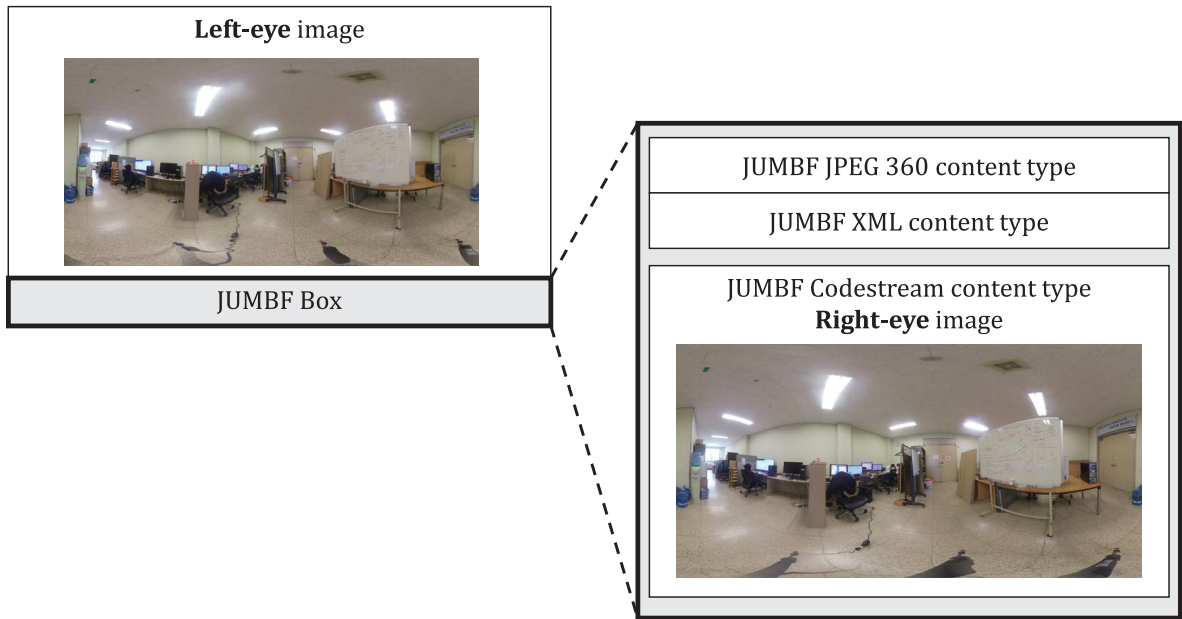 Left-eye image
JUMBF Box
JUMBF JPEG 360 content type
JUMBF XML content type
JUMBF Codestream content type
Right-eye image